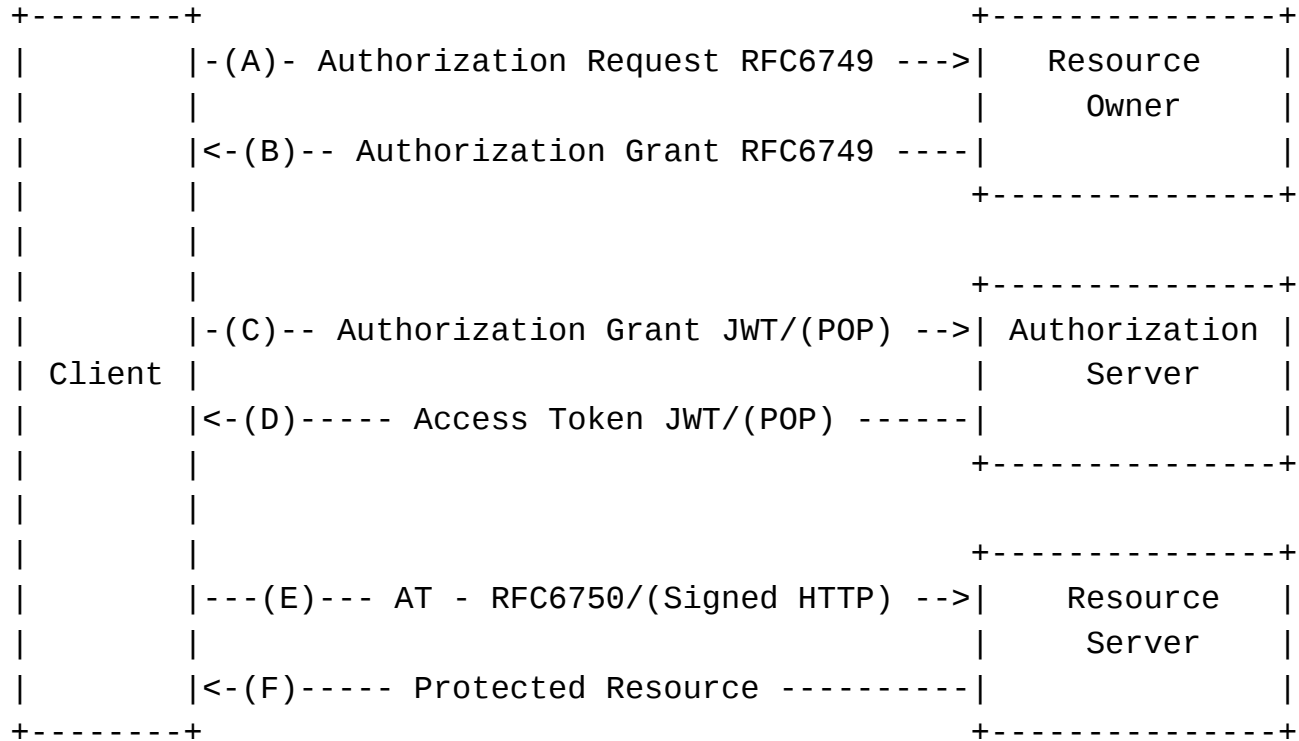 -(A)- Authorization Request RFC6749 --->| Resource
Owner
<-(B)-- Authorization Grant RFC6749 ----
-(C)-- Authorization Grant JWT/(POP) -->| Authorization
Client | Server
<-(D)----- Access Token JWT/(POP) ------
---(E)--- AT - RFC6750/(Signed HTTP) -->| Resource
Server
<-(F)----- Protected Resource ----------